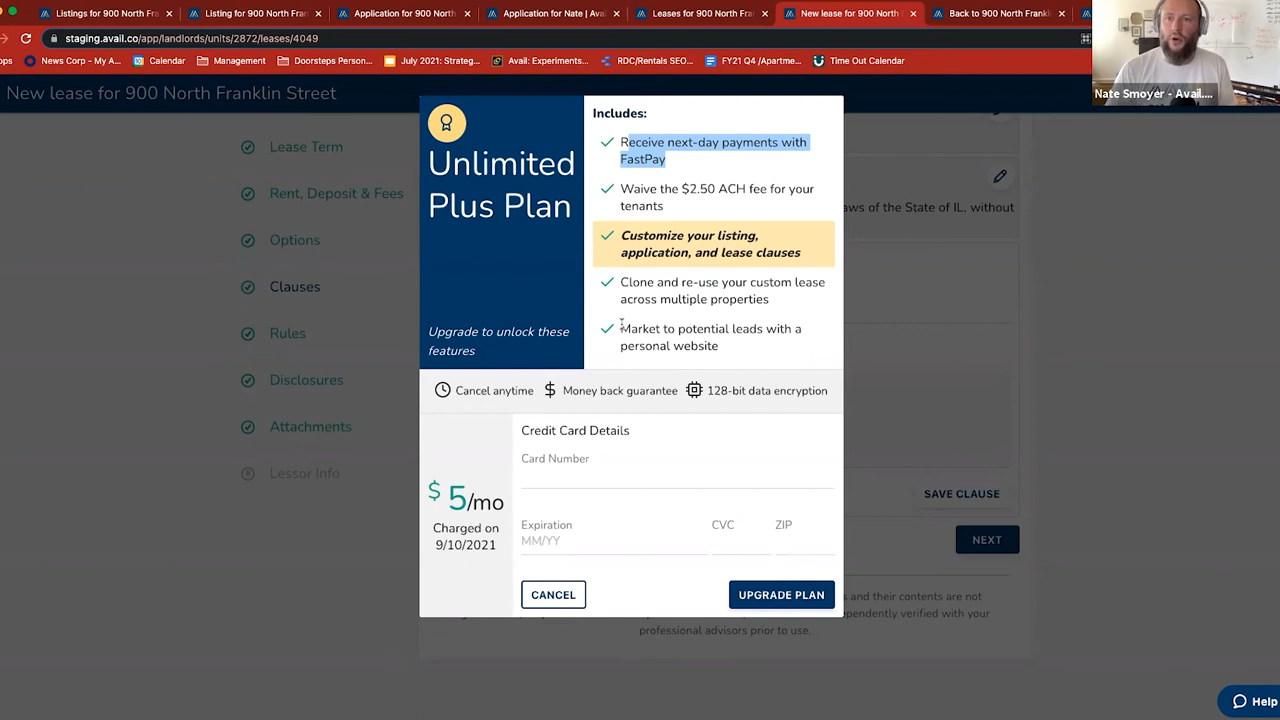 Listings for 900 North Fran
Listing for 900 North Fran
Application for 900 North
Application for Nate | Avai
Leases for 900 North Fran
New lease for 900 North
Back to 900 North Frankli
staging.avail.co/app/landlords/units/2872/leases/4049
pps
News Corp - My A...
Calendar
Management
Doorsteps Person...
July 2021: Strateg...
Avail: Experiments...
RDC/Rentals SEO...
FY21 Q4 /Apartme...
Time Out Calendar
Nate Smoyer - Avail....
New lease for 900 North Franklin Street
Lease Term
Rent, Deposit & Fees
Options
Clauses
Rules
Disclosures
Attachments
Lessor Info
Unlimited
Plus Plan
Upgrade to unlock these
features
Includes:
Receive next-day payments with
FastPay
Waive the $2.50 ACH fee for your
tenants
Customize your listing,
application, and lease clauses
Clone and re-use your custom lease
across multiple properties
Market to potential leads with a
personal website
Cancel anytime
Money back guarantee
128-bit data encryption
$5/mo
Charged on
9/10/2021
Credit Card Details
Card Number
Expiration
CVC
ZIP
MM/YY
CANCEL
UPGRADE PLAN
aws of the State of IL, without
SAVE CLAUSE
NEXT
s and their contents are not
dependently verified with your
professional advisors prior to use.
Help